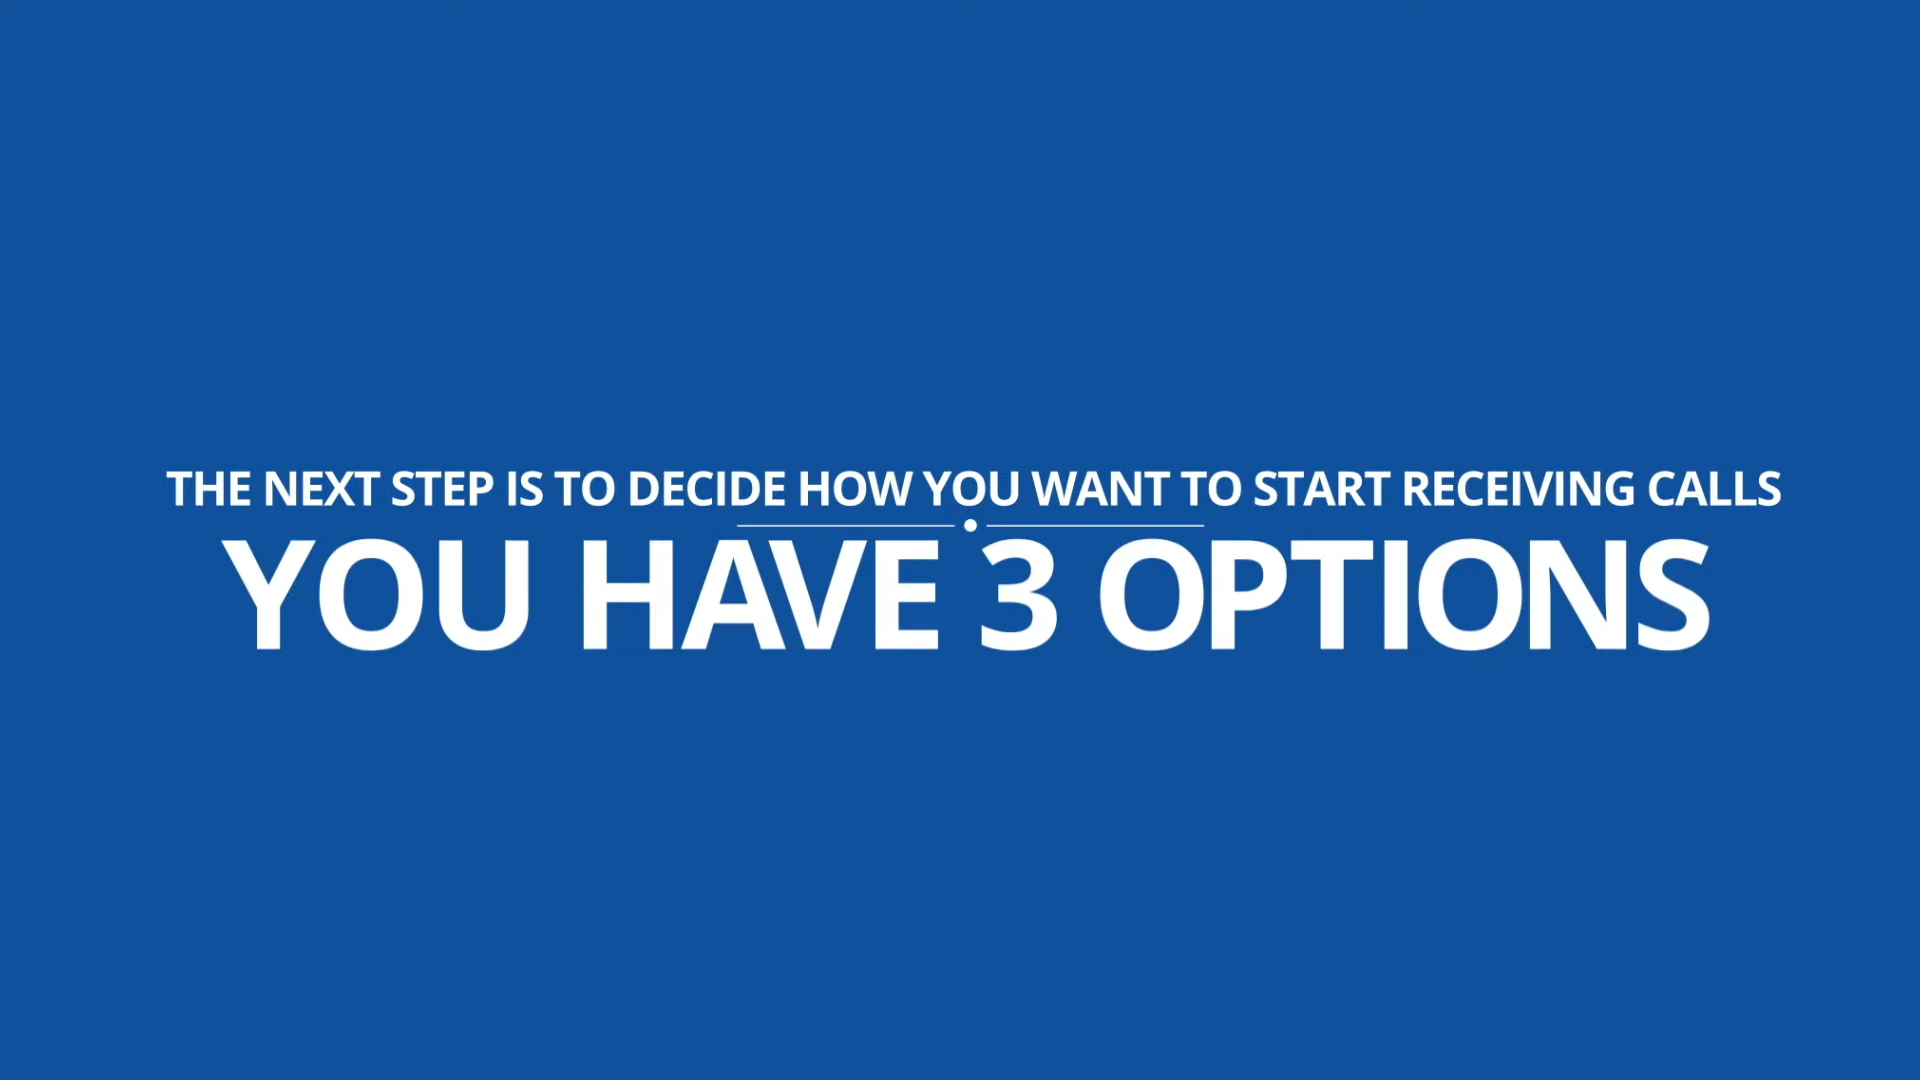 THE NEXT STEP IS TO DECIDE HOW YOU WANT TO START RECEIVING CALLS
YOU HAVE 3 OPTIONS